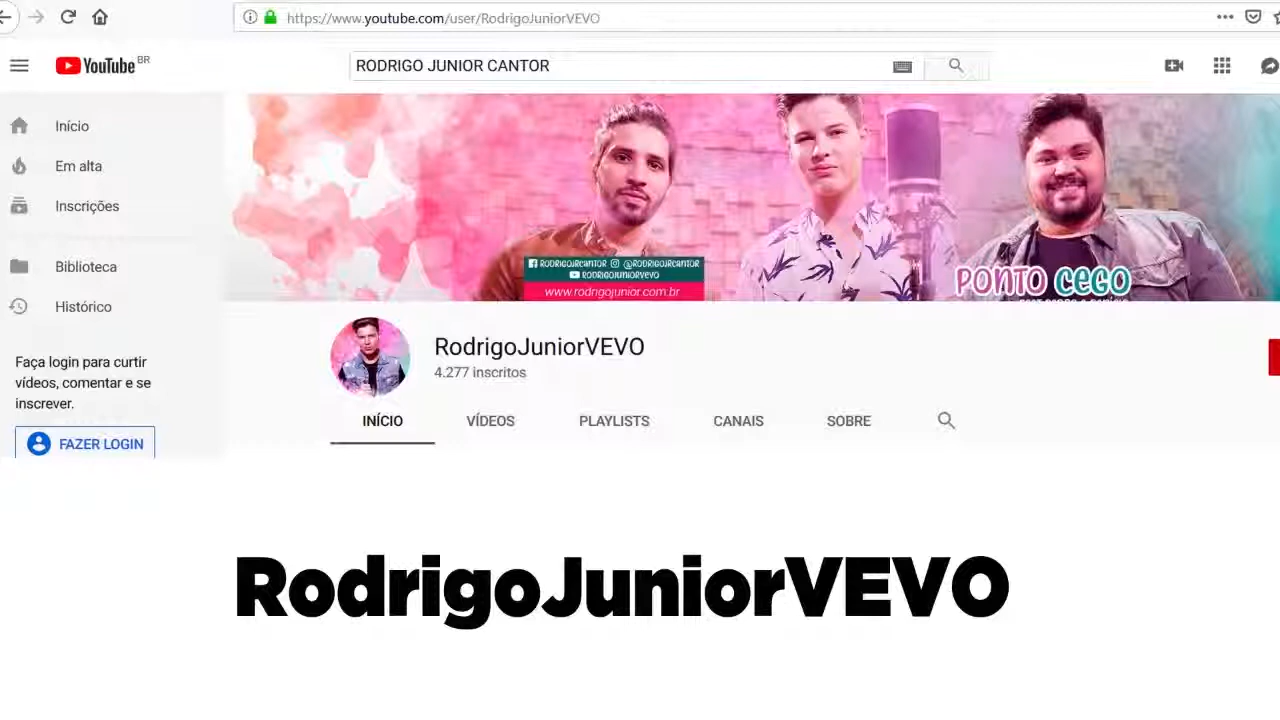 https://www.youtube.com/user/RodrigoJuniorVEVO
YouTube BR
RODRIGO JUNIOR CANTOR
Início
Em alta
Inscrições
Biblioteca
Histórico
Faça login para curtir
vídeos, comentar e se
inscrever.
FAZER LOGIN
RODRIGOJRCANTOR @RODRIGOJRCANTOR
RODRIGOJUNIORVEVO
www.rodrigojunior.com.br
PONTO CEGO
RodrigoJuniorVEVO
4.277 inscritos
INÍCIO VÍDEOS PLAYLISTS CANAIS SOBRE
RodrigoJuniorVEVO